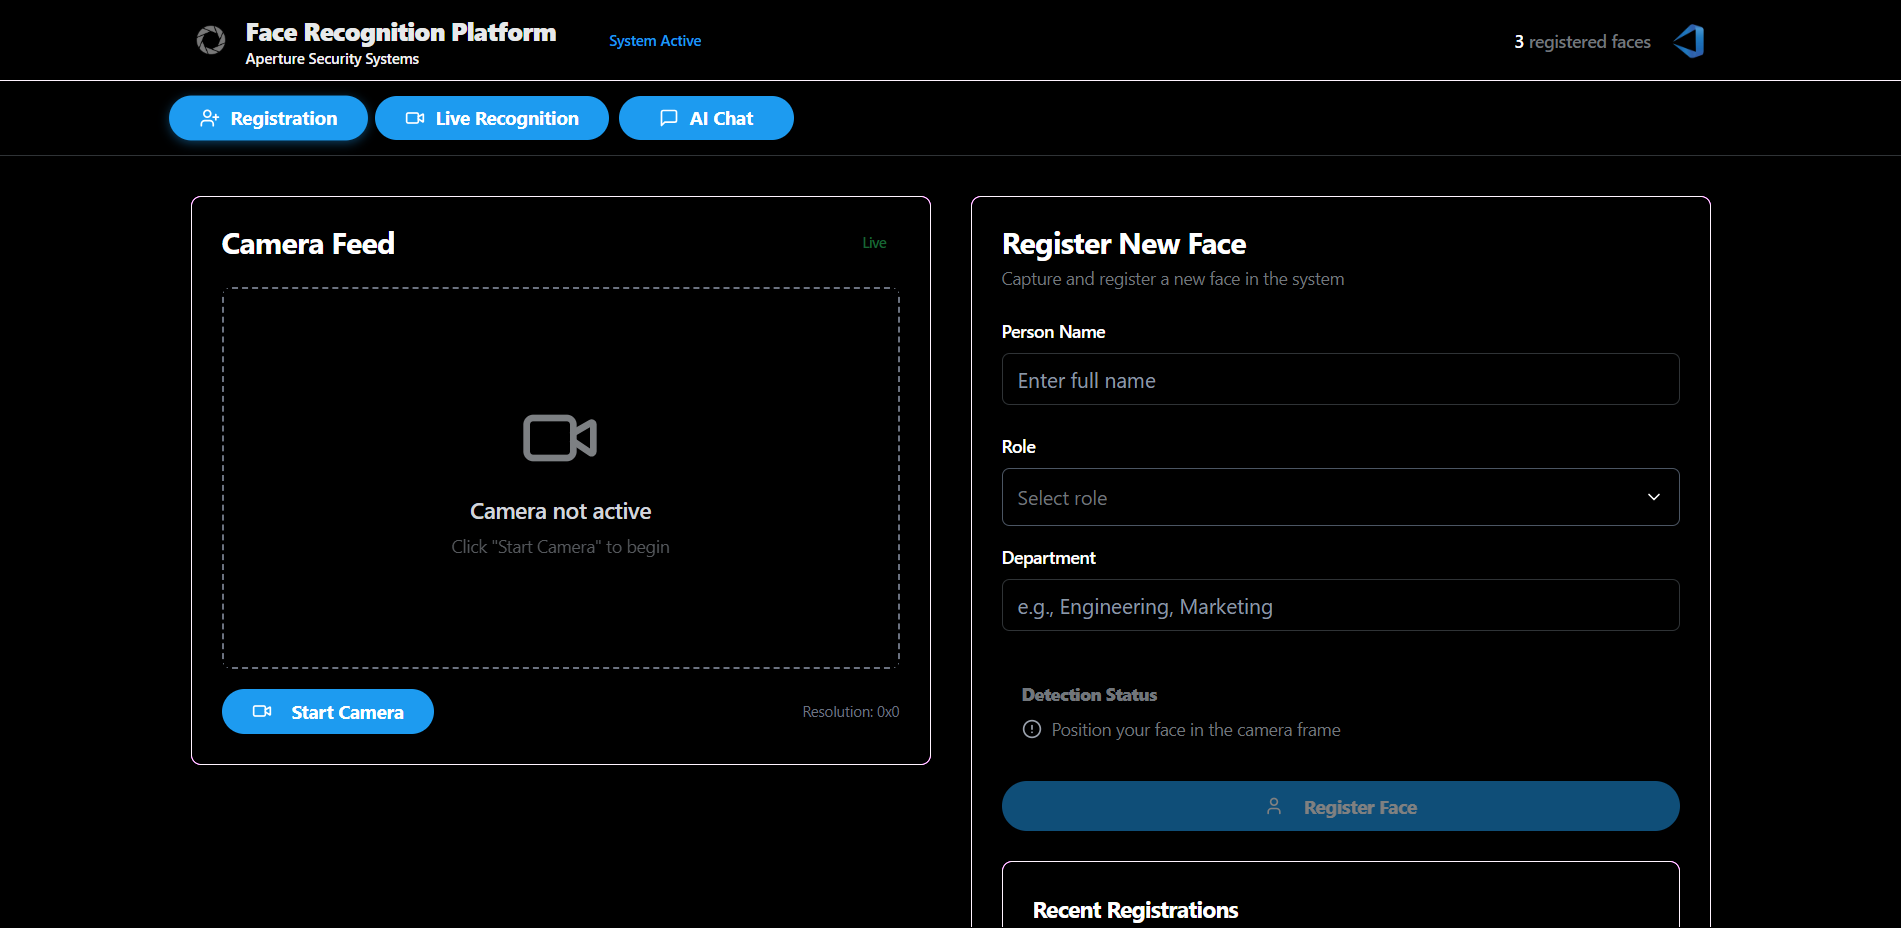 Face Recognition Platform
Aperture Security Systems
System Active
3 registered faces
Registration
Live Recognition
AI Chat
Camera Feed
Live
Camera not active
Click "Start Camera" to begin
Start Camera
Resolution: 0x0
Register New Face
Capture and register a new face in the system
Person Name
Enter full name
Role
Select role
Department
e.g., Engineering, Marketing
Detection Status
Position your face in the camera frame
Register Face
Recent Registrations